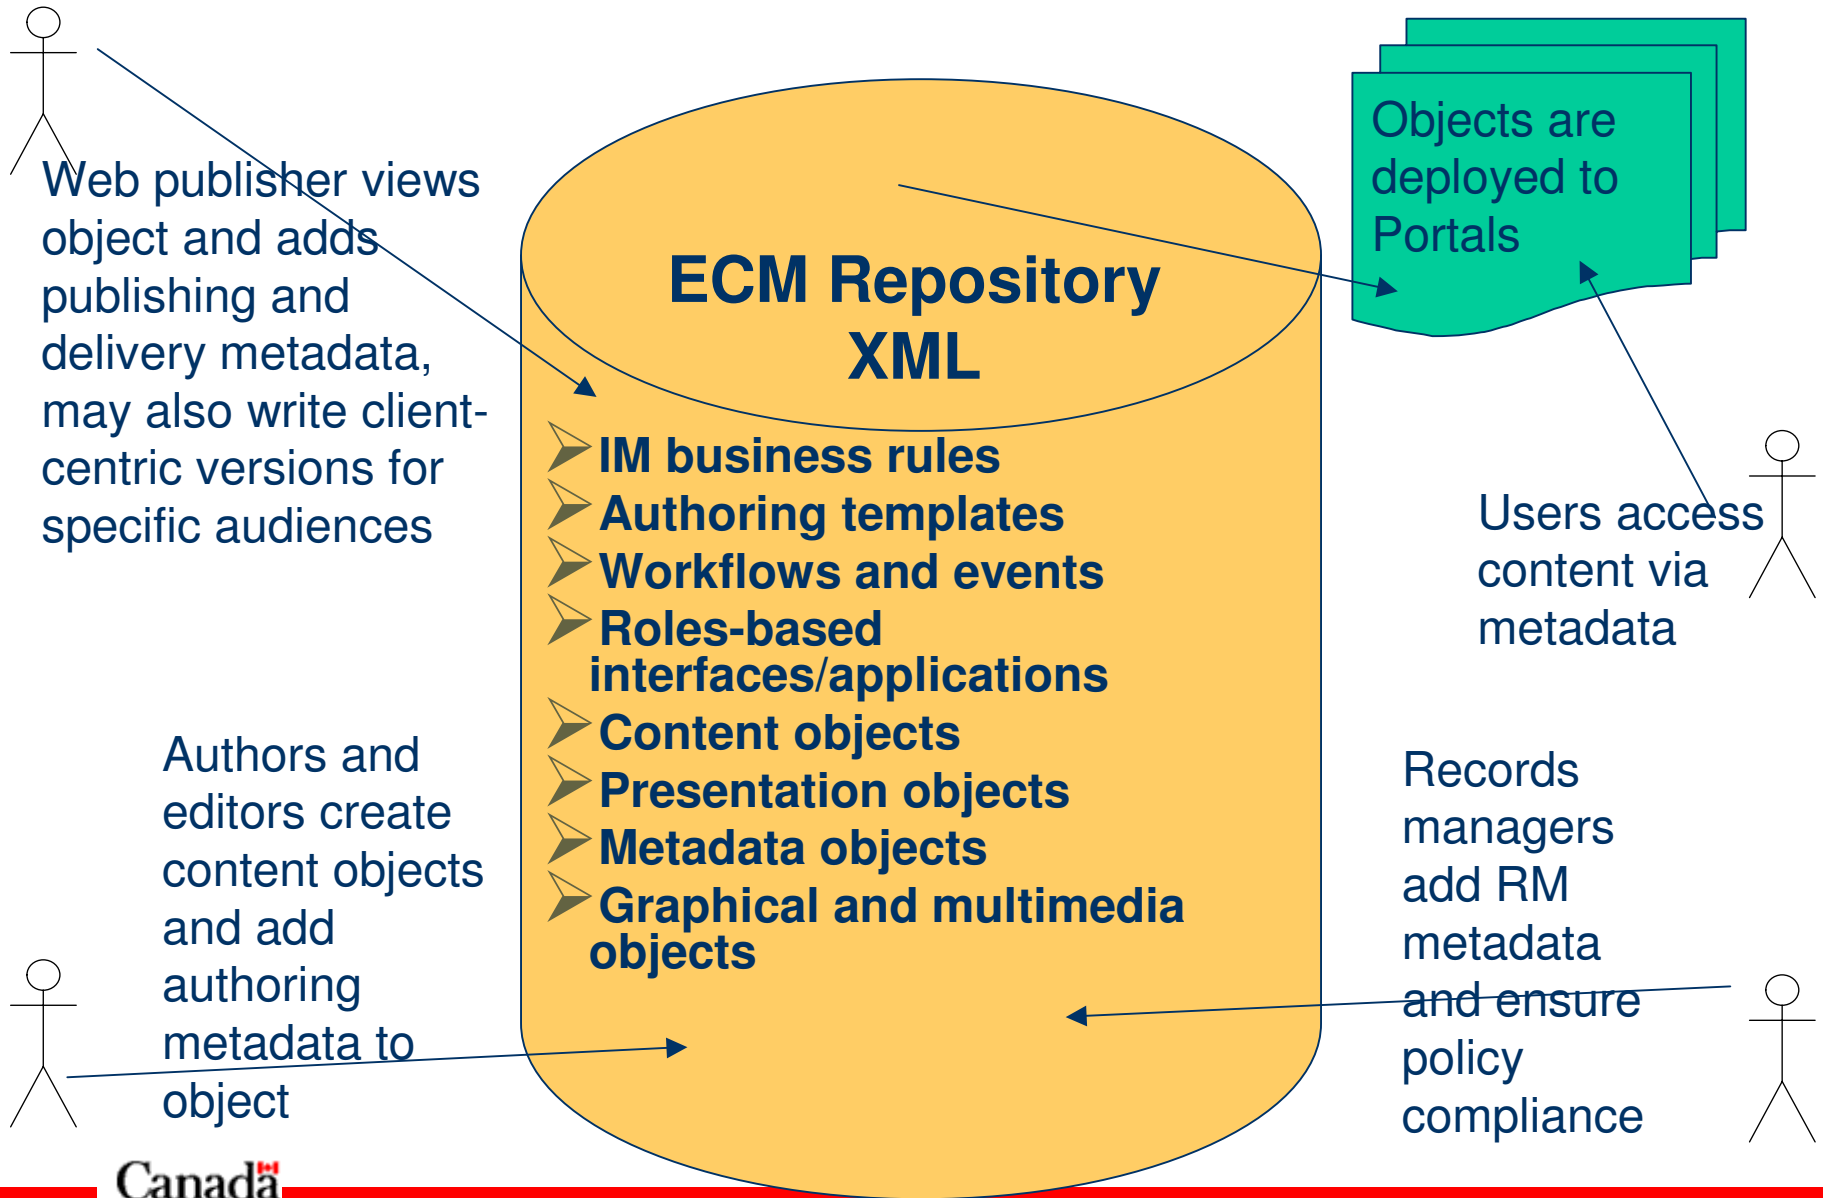 Web publisher views
object and adds
publishing and
delivery metadata,
may also write client-
centric versions for
specific audiences
ECM Repository
XML
IM business rules
Authoring templates
Workflows and events
Roles-based
interfaces/applications
Content objects
Presentation objects
Metadata objects
Graphical and multimedia
objects
Objects are
deployed to
Portals
Users access
content via
metadata
Authors and
editors create
content objects
and add
authoring
metadata to
object
Records
managers
add RM
metadata
and ensure
policy
compliance
Canada